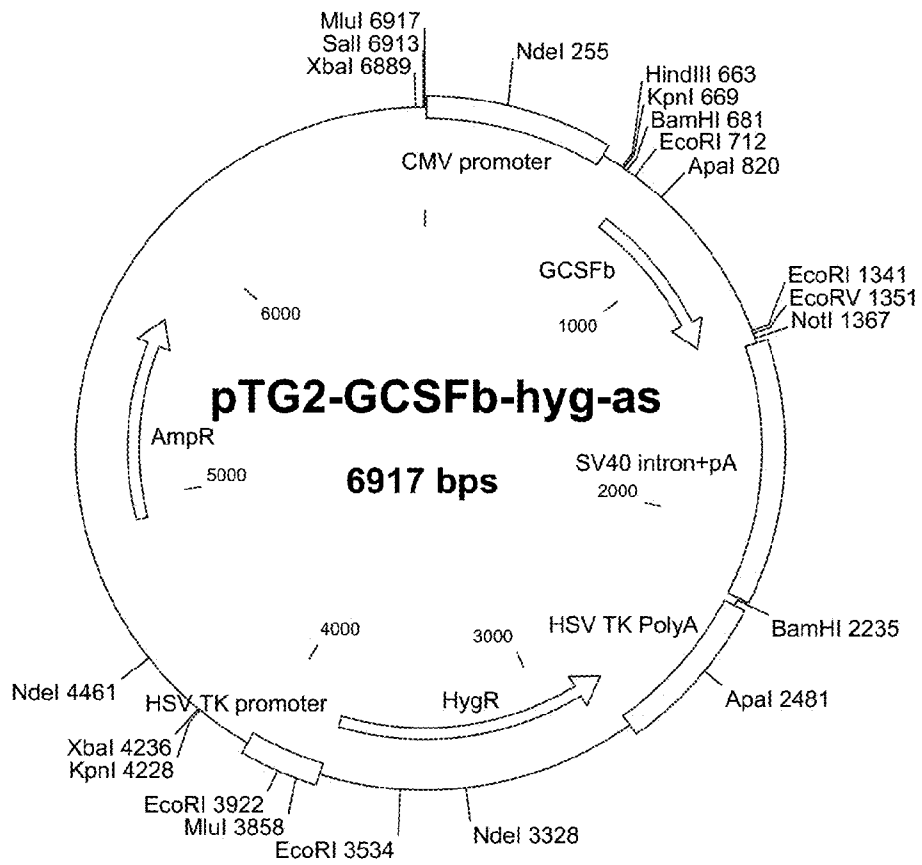 MluI 6917
SalI 6913
XbaI 6889
NdeI 255
HindIII 663
KpnI 669
BamHI 681
EcoRI 712
ApaI 820
CMV promoter
GCSFb
EcoRI 1341
EcoRV 1351
NotI 1367
1000
6000
pTG2-GCSFb-hyg-as
6917 bps
AmpR
5000
SV40 intron+pA
2000
HSV TK PolyA
BamHI 2235
ApaI 2481
4000
3000
NdeI 4461
HSV TK promoter
HygR
XbaI 4236
KpnI 4228
EcoRI 3922
MluI 3858
EcoRI 3534
NdeI 3328